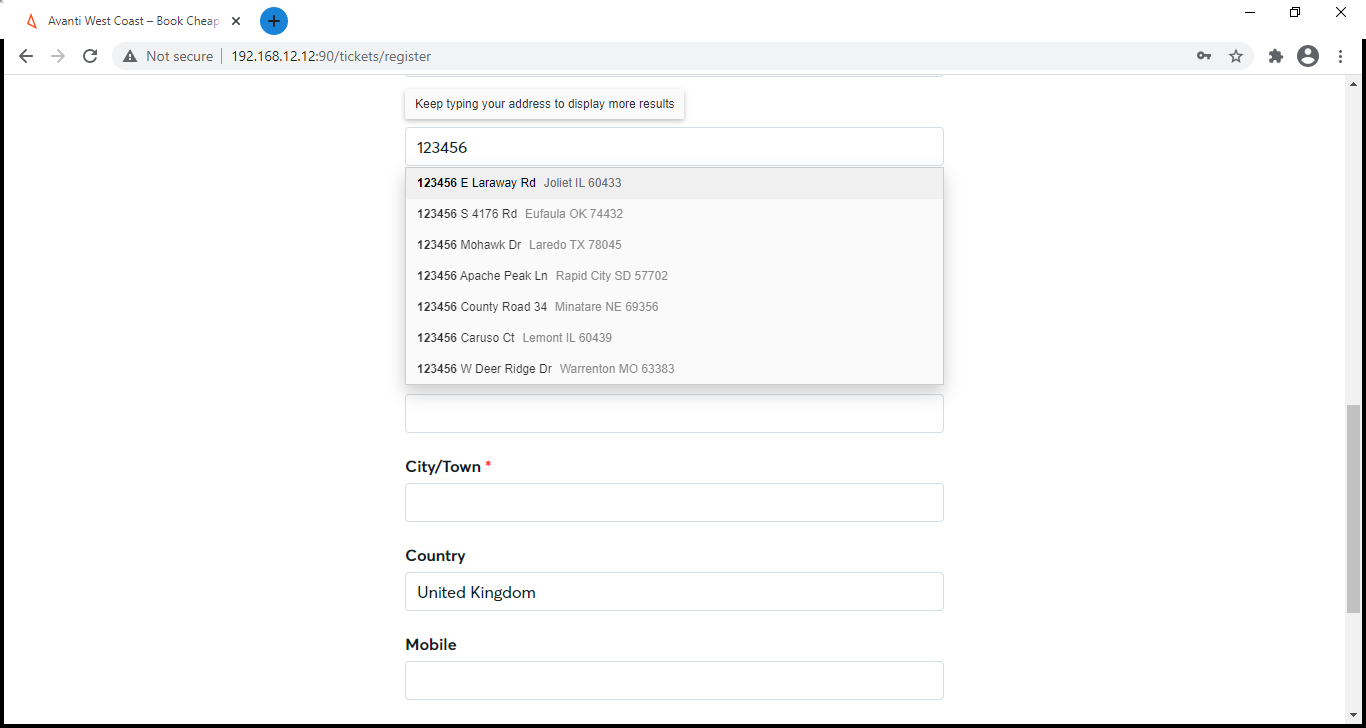 Avanti West Coast – Book Cheap
Not secure
192.168.12.12:90/tickets/register
Keep typing your address to display more results
123456
123456 E Laraway Rd Joliet IL 60433
123456 S 4176 Rd Eufaula OK 74432
123456 Mohawk Dr Laredo TX 78045
123456 Apache Peak Ln Rapid City SD 57702
123456 County Road 34 Minatare NE 69356
123456 Caruso Ct Lemont IL 60439
123456 W Deer Ridge Dr Warrenton MO 63383
City/Town *
Country
United Kingdom
Mobile